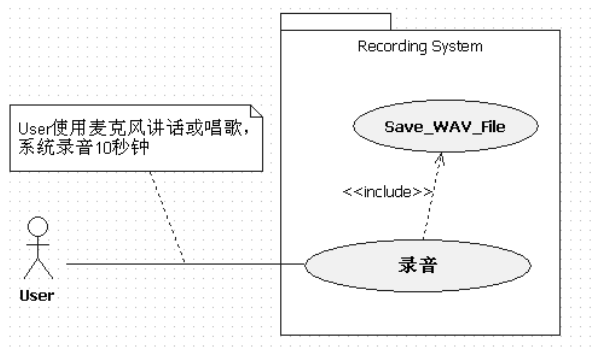 Recording System
User使用麦克风讲话或唱歌，
系统录音10秒钟
Save_WAV_File
<<include>>
录音
User